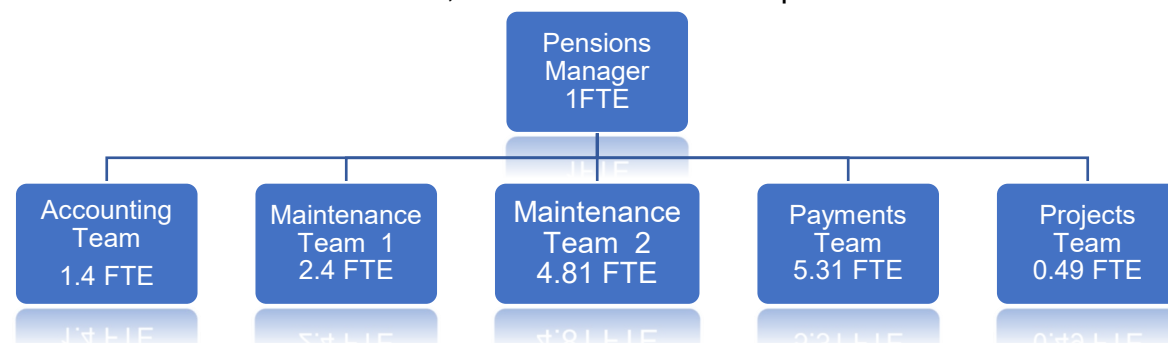 Pensions
Manager
1FTE
Accounting
Team
1.4 FTE
Maintenance
Team 1
2.4 FTE
Maintenance
Team 2
4.81 FTE
Payments
Team
5.31 FTE
Projects
Team
0.49 FTE